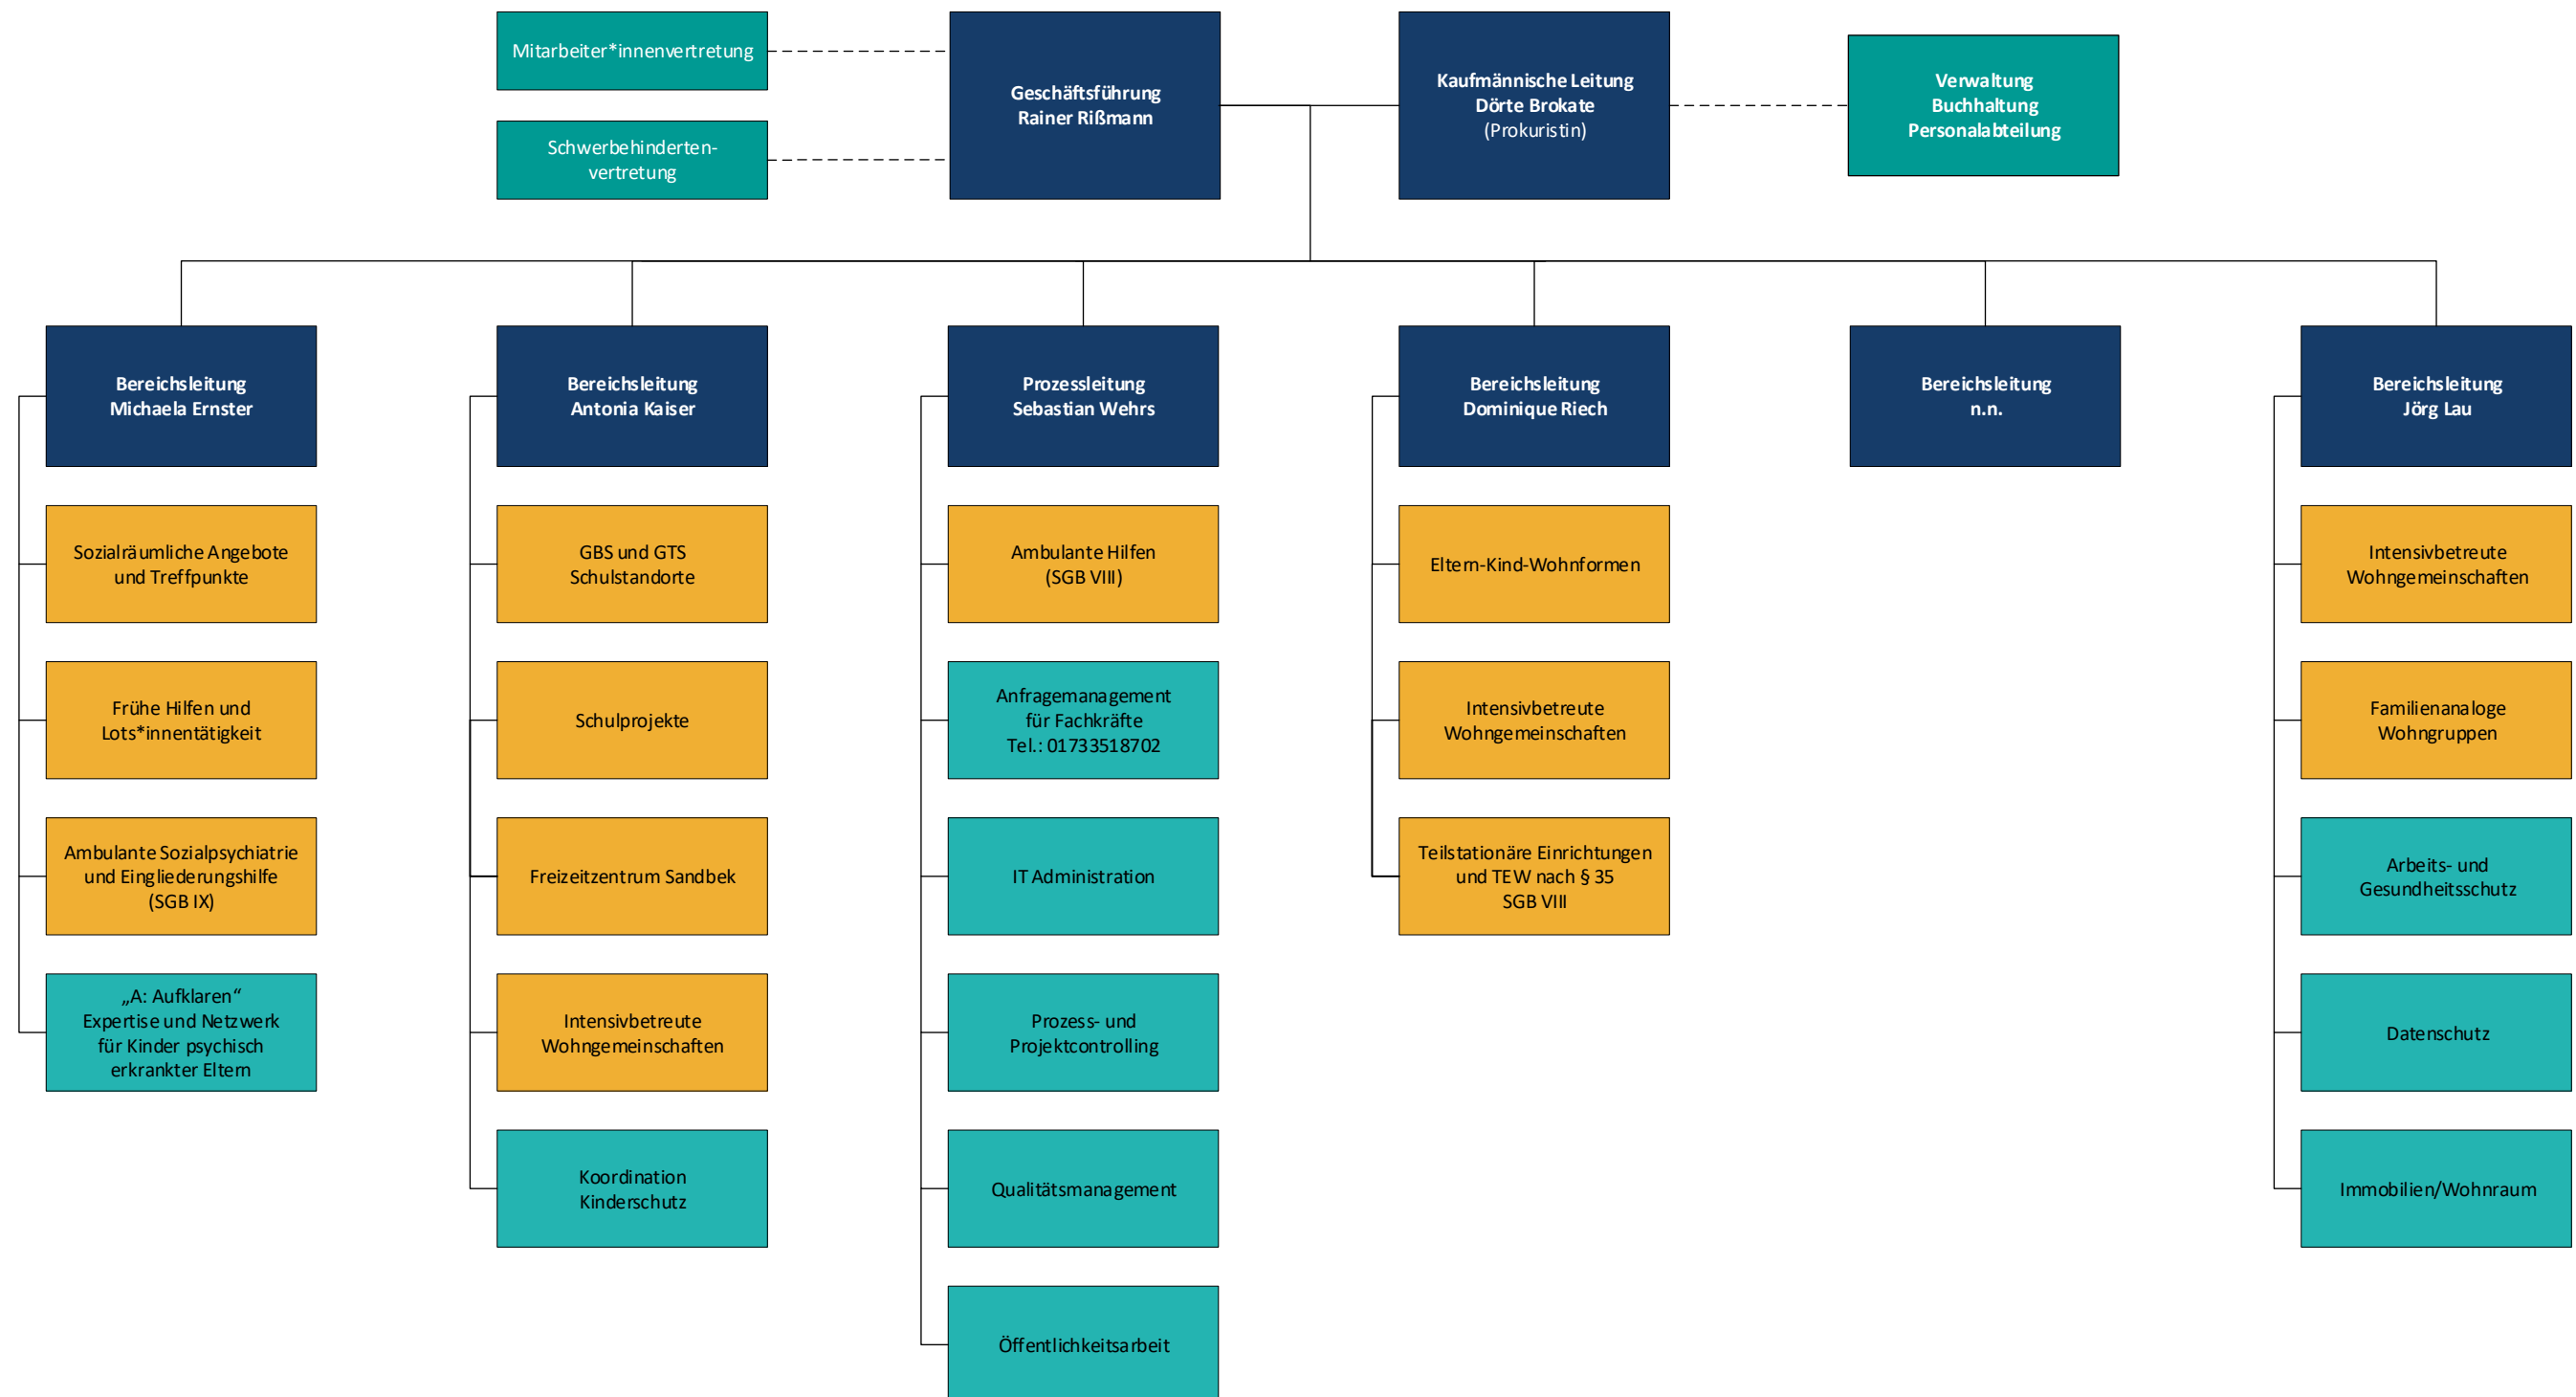 Mitarbeiter*innenvertretung
Schwerbehinderten-
vertretung
Geschäftsführung
Rainer Rißmann
Kaufmännische Leitung
Dörte Brokate
(Prokuristin)
Verwaltung
Buchhaltung
Personalabteilung
Bereichsleitung
Michaela Ernster
Sozialräumliche Angebote
und Treffpunkte
Frühe Hilfen und
Lots*innentätigkeit
Ambulante Sozialpsychiatrie
und Eingliederungshilfe
(SGB IX)
„A: Aufklaren“
Expertise und Netzwerk
für Kinder psychisch
erkrankter Eltern
Bereichsleitung
Antonia Kaiser
GBS und GTS
Schulstandorte
Schulprojekte
Freizeitzentrum Sandbek
Intensivbetreute
Wohngemeinschaften
Koordination
Kinderschutz
Prozessleitung
Sebastian Wehrs
Ambulante Hilfen
(SGB VIII)
Anfragemanagement
für Fachkräfte
Tel.: 01733518702
IT Administration
Prozess- und
Projektcontrolling
Qualitätsmanagement
Öffentlichkeitsarbeit
Bereichsleitung
Dominique Riech
Eltern-Kind-Wohnformen
Intensivbetreute
Wohngemeinschaften
Teilstationäre Einrichtungen
und TEW nach § 35
SGB VIII
Bereichsleitung
n.n.
Bereichsleitung
Jörg Lau
Intensivbetreute
Wohngemeinschaften
Familienanaloge
Wohngruppen
Arbeits- und
Gesundheitsschutz
Datenschutz
Immobilien/Wohnraum